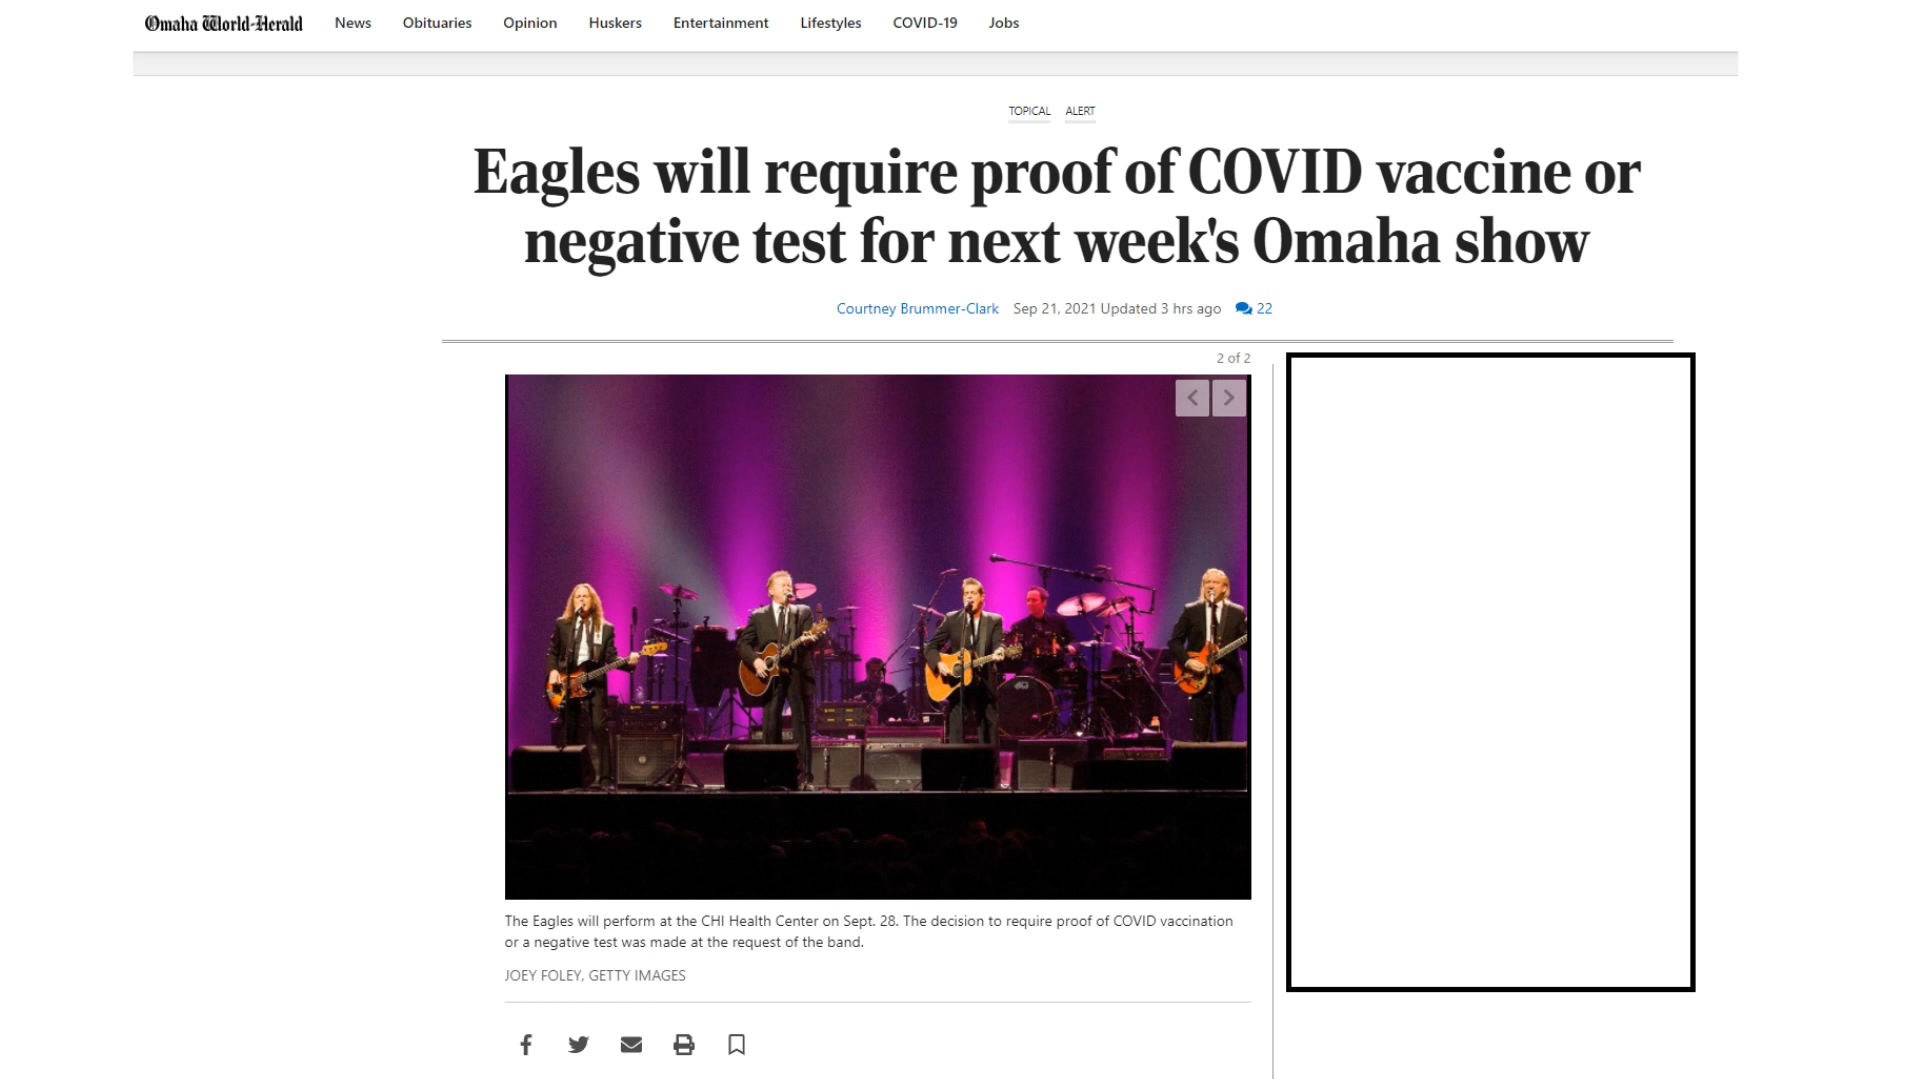 Omaha World-Herald News Obituaries Opinion Huskers Entertainment Lifestyles COVID-19 Jobs
TOPICAL ALERT
Eagles will require proof of COVID vaccine or
negative test for next week's Omaha show
Courtney Brummer-Clark Sep 21, 2021 Updated 3 hrs ago 22
2 of 2
The Eagles will perform at the CHI Health Center on Sept. 28. The decision to require proof of COVID vaccination
or a negative test was made at the request of the band.
JOEY FOLEY, GETTY IMAGES